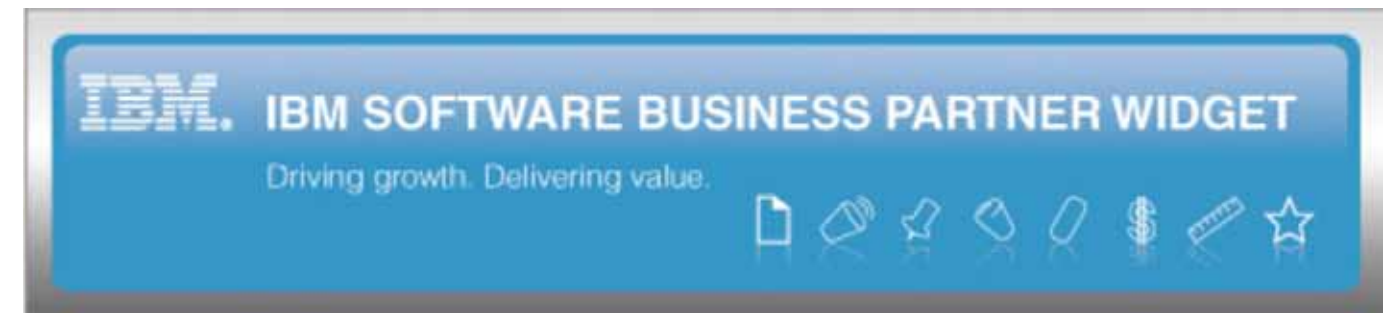 IBM. IBM SOFTWARE BUSINESS PARTNER WIDGET
Driving growth. Delivering value.
$